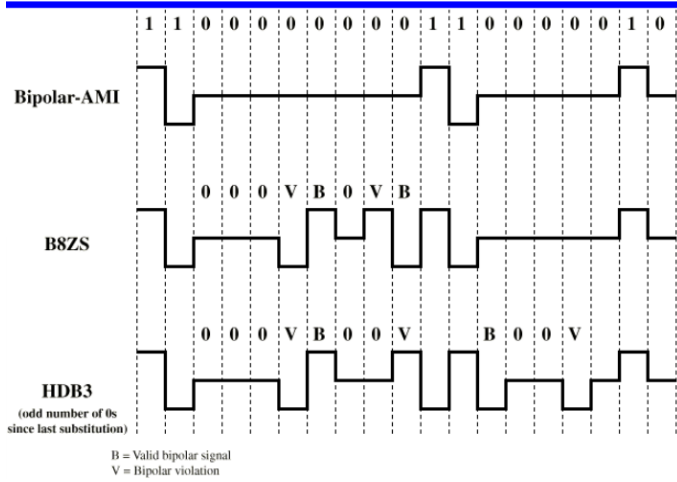 1 1 0 0 0 0 0 0 0 0 1 1 0 0 0 0 0 1 0
Bipolar-AMI
0 0 0 V B 0 V B
B8ZS
0 0 0 V B 0 0 V B 0 0 V
HDB3
(odd number of 0s
since last substitution)
B = Valid bipolar signal
V = Bipolar violation